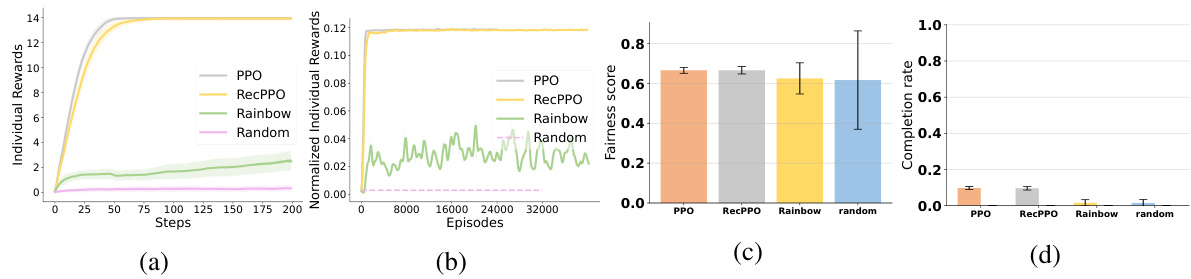 Individual Rewards
14
12
10
8
6
4
2
0
PPO
RecPPO
Rainbow
Random
0 25 50 75 100 125 150 175 200
Steps
(a)
Normalized Individual Rewards
0.12
0.10
0.08
0.06
0.04
0.02
0.00
PPO
RecPPO
Rainbow
Random
0 8000 16000 24000 32000
Episodes
(b)
Fairness score
0.8
0.6
0.4
0.2
0.0
PPO RecPPO Rainbow random
(c)
Completion rate
1.0
0.8
0.6
0.4
0.2
0.0
PPO RecPPO Rainbow random
(d)